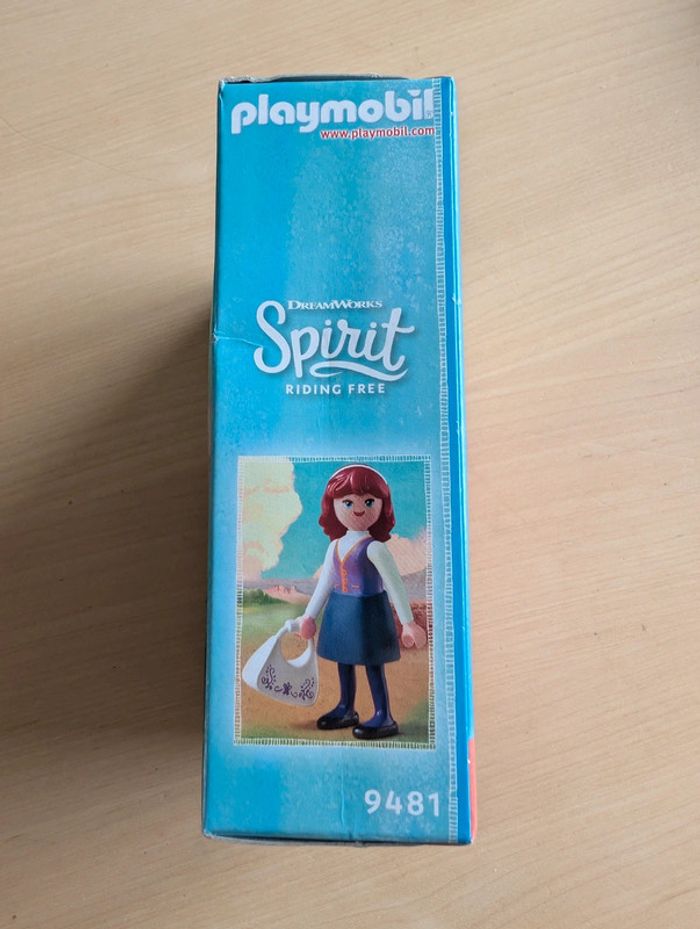 playmobil
www.playmobil.com
DREAMWORKS
Spirit
RIDING FREE
9481